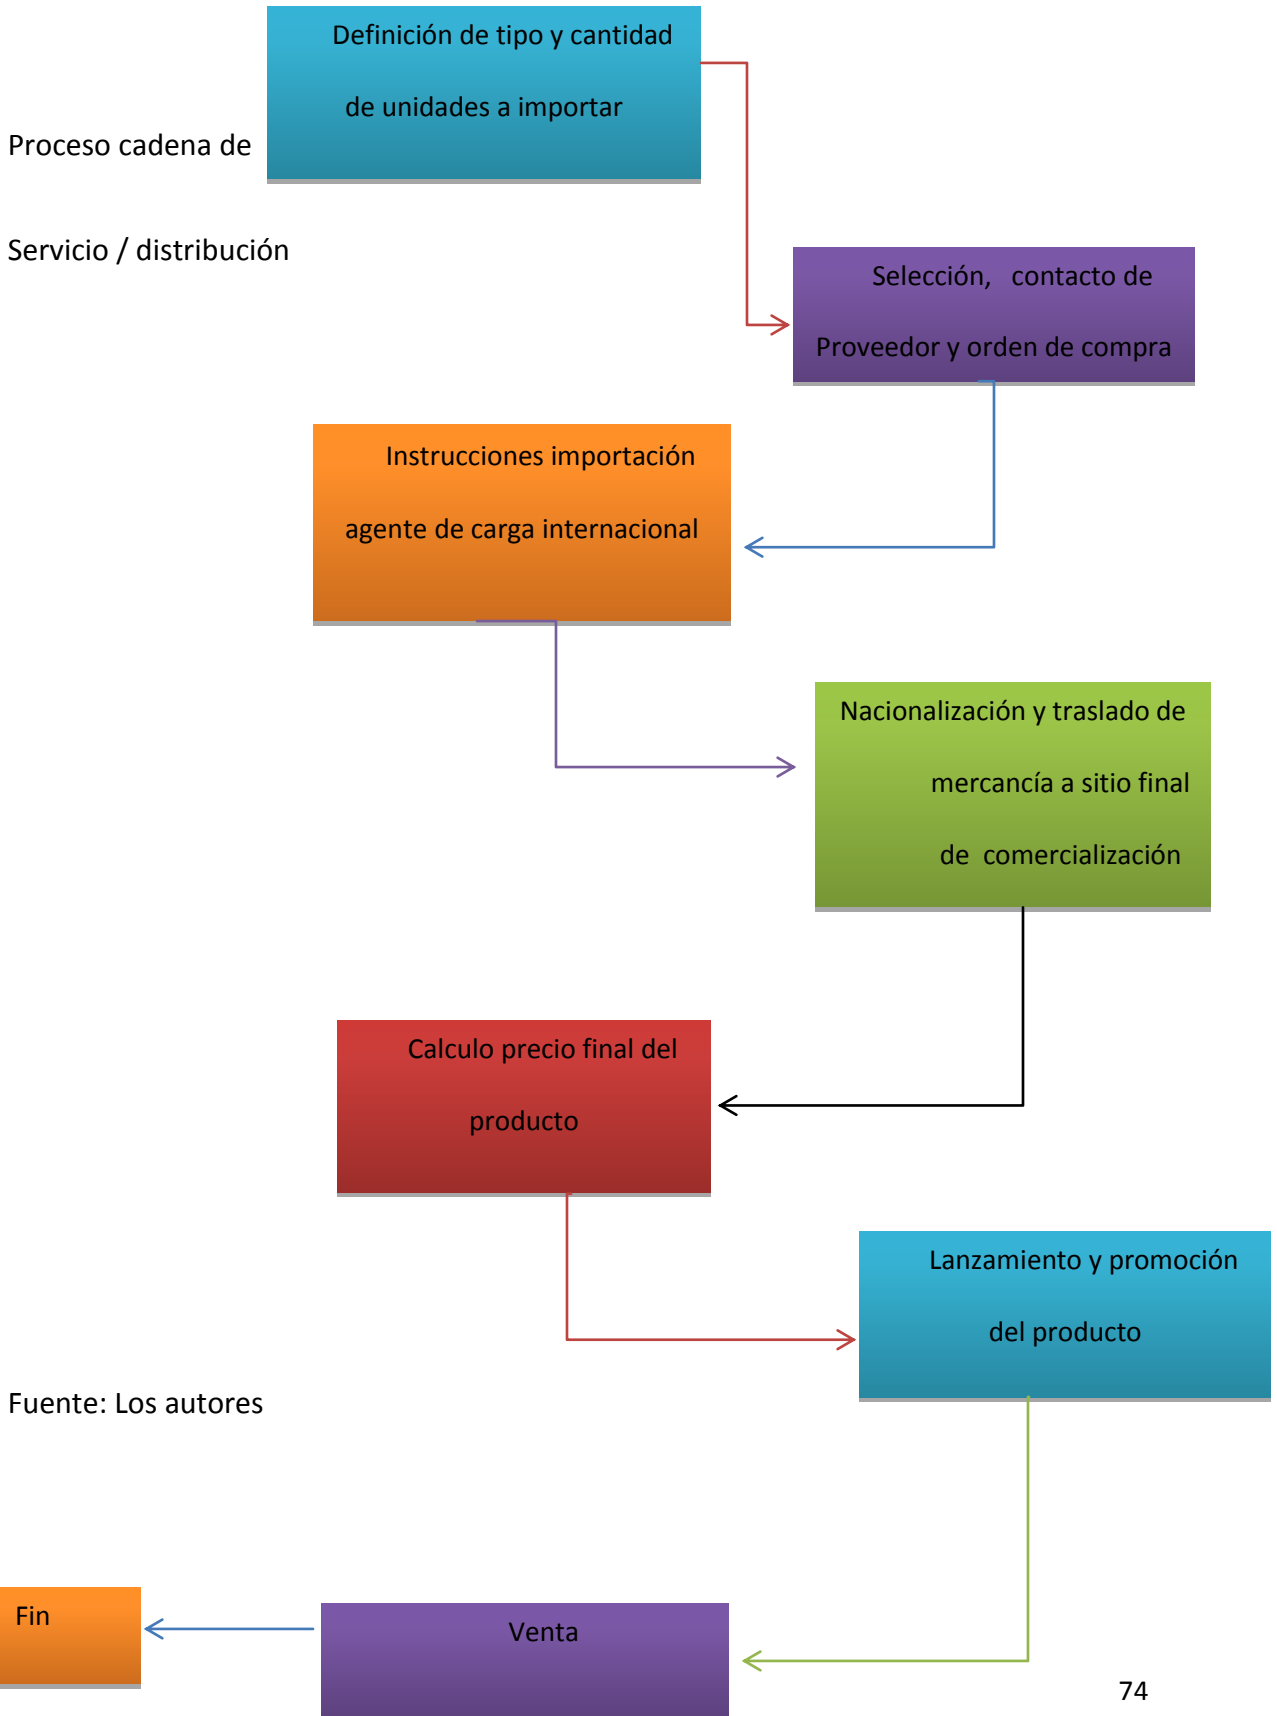 Definición de tipo y cantidad
de unidades a importar
Proceso cadena de
Servicio / distribución
Selección, contacto de
Proveedor y orden de compra
Instrucciones importación
agente de carga internacional
Nacionalización y traslado de
mercancía a sitio final
de comercialización
Calculo precio final del
producto
Lanzamiento y promoción
del producto
Fuente: Los autores
Fin
Venta
74